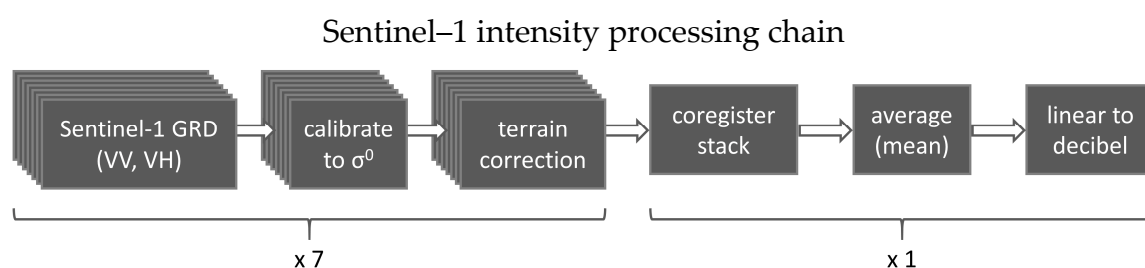 Sentinel–1 intensity processing chain
Sentinel-1 GRD
(VV, VH)
calibrate
to σ⁰
terrain
correction
coregister
stack
average
(mean)
linear to
decibel
x 7
x 1